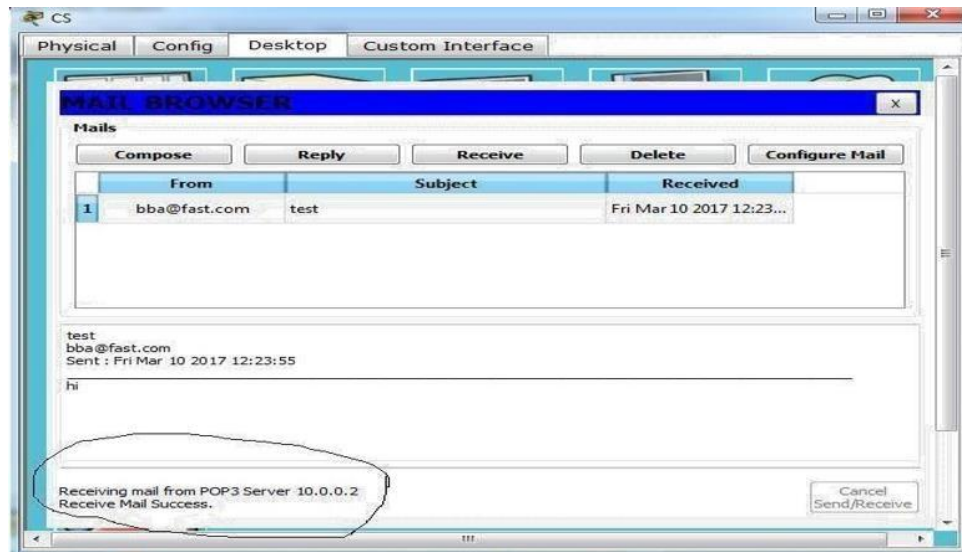 CS
Physical Config Desktop Custom Interface
MAIL BROWSER
X
Mails
Compose Reply Receive Delete Configure Mail
From Subject Received
1 bba@fast.com test Fri Mar 10 2017 12:23...
test
bba@fast.com
Sent : Fri Mar 10 2017 12:23:55
hi
Receiving mail from POP3 Server 10.0.0.2
Receive Mail Success.
Cancel
Send/Receive